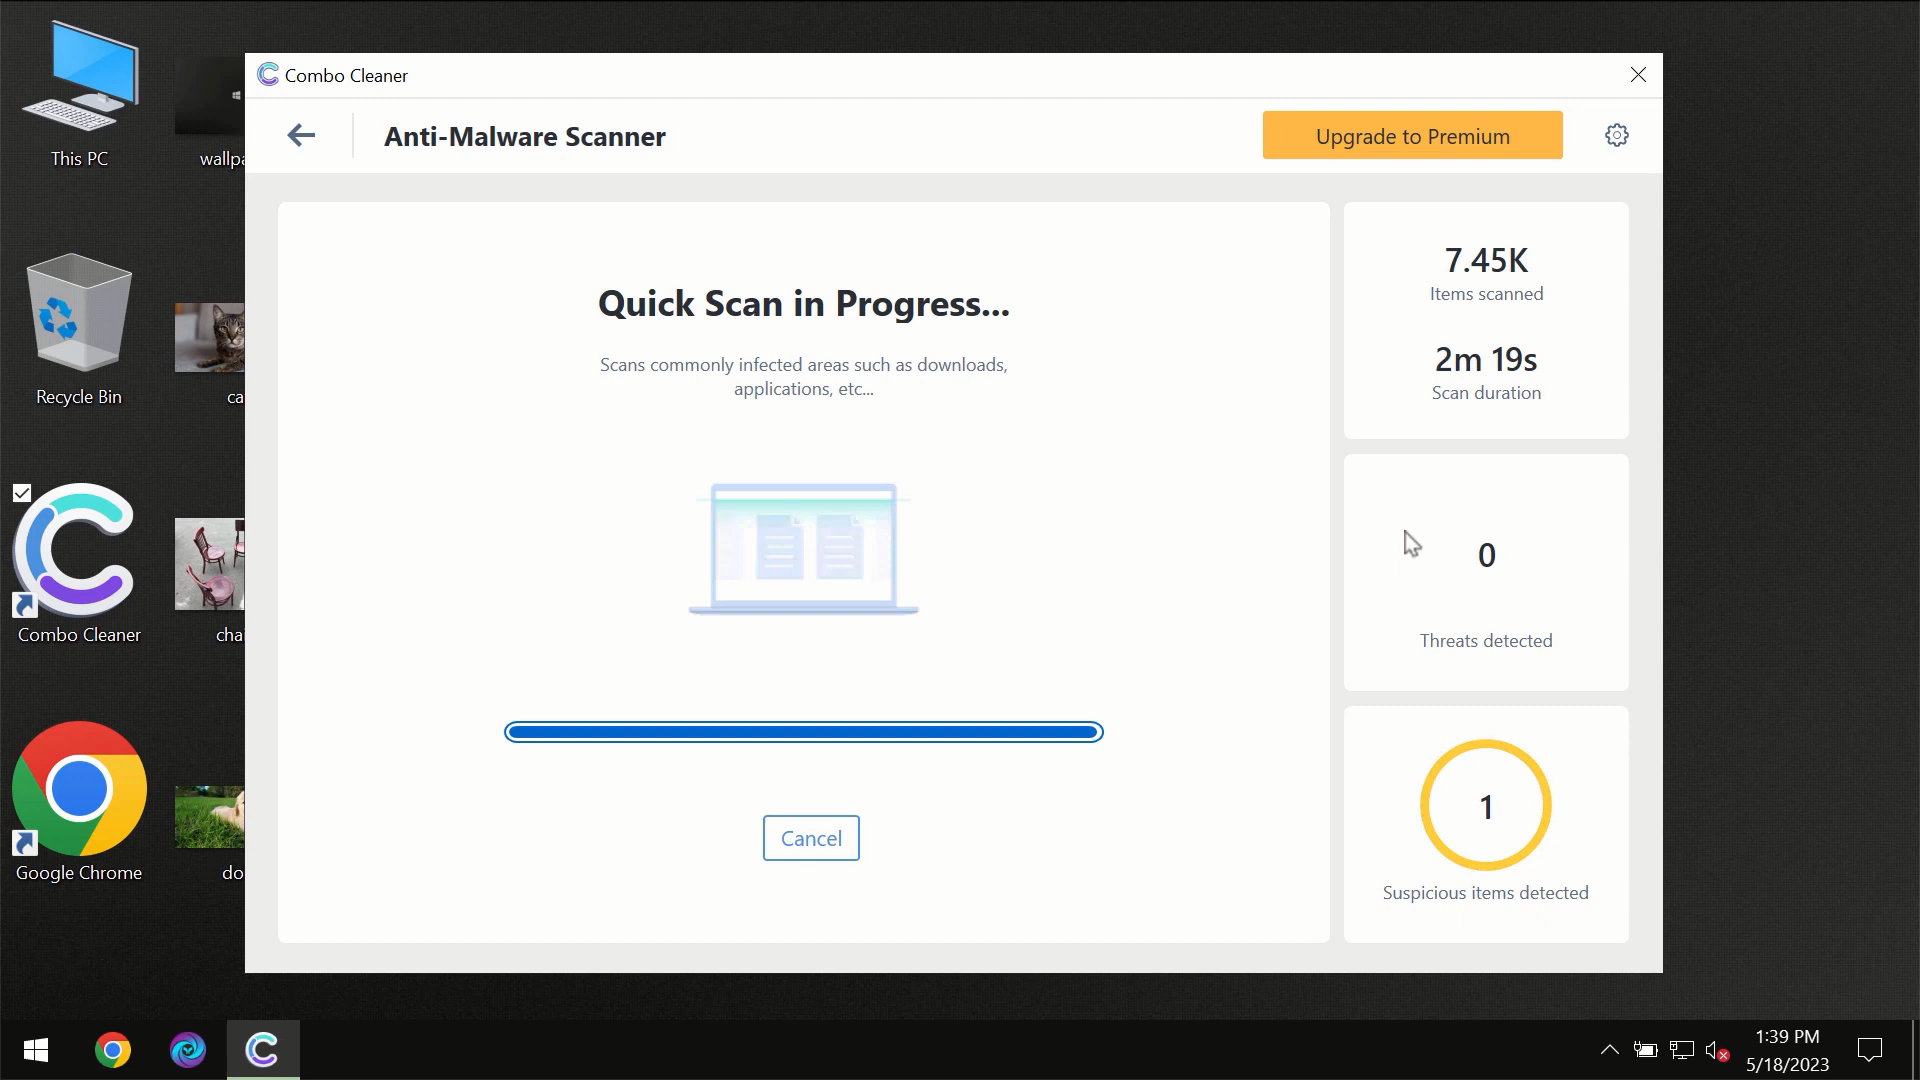 This PC
wallpa
Recycle Bin
ca
Combo Cleaner
chai
Google Chrome
do
Combo Cleaner
Anti-Malware Scanner
Upgrade to Premium
Quick Scan in Progress...
Scans commonly infected areas such as downloads,
applications, etc...
Cancel
7.45K
Items scanned
2m 19s
Scan duration
0
Threats detected
1
Suspicious items detected
1:39 PM
5/18/2023